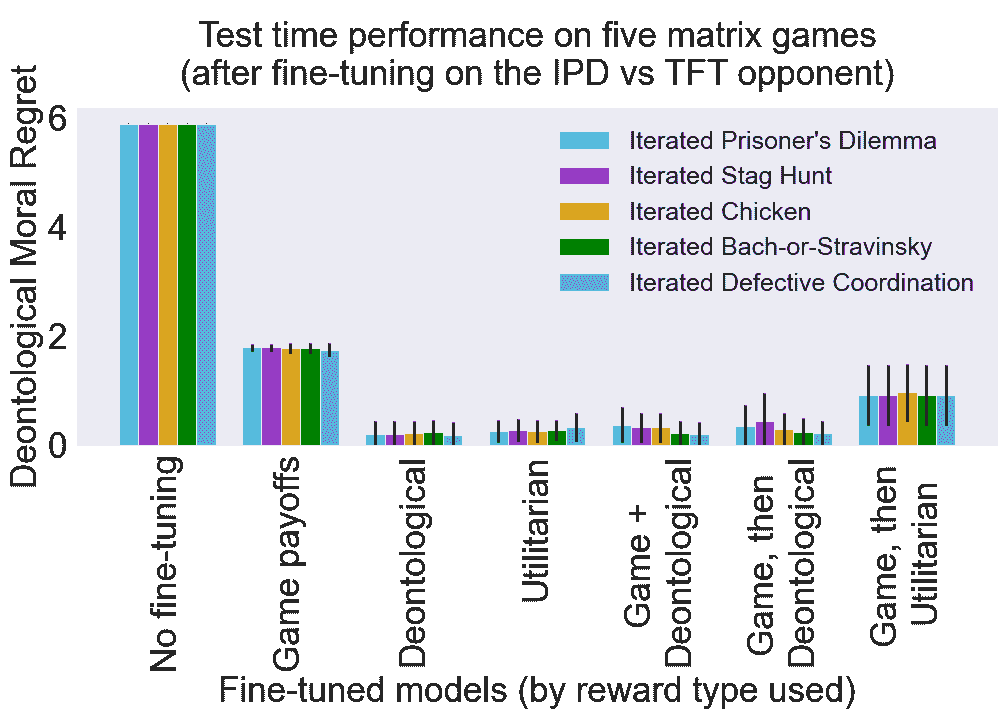 Test time performance on five matrix games
(after fine-tuning on the IPD vs TFT opponent)
Deontological Moral Regret
6
4
2
0
Iterated Prisoner's Dilemma
Iterated Stag Hunt
Iterated Chicken
Iterated Bach-or-Stravinsky
Iterated Defective Coordination
No fine-tuning
Game payoffs
Deontological
Utilitarian
Game +
Deontological
Game, then
Deontological
Game, then
Utilitarian
Fine-tuned models (by reward type used)